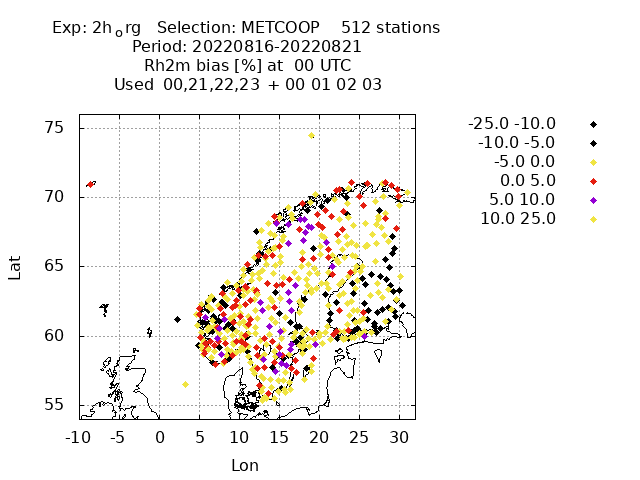 Exp: 2h_org   Selection: METCOOP    512 stations
Period: 20220816-20220821
Rh2m bias [%] at  00 UTC
Used  00,21,22,23 + 00 01 02 03
-25.0 -10.0
-10.0 -5.0
-5.0 0.0
0.0 5.0
5.0 10.0
10.0 25.0
75
70
65
60
55
Lat
-10 -5 0 5 10 15 20 25 30
Lon